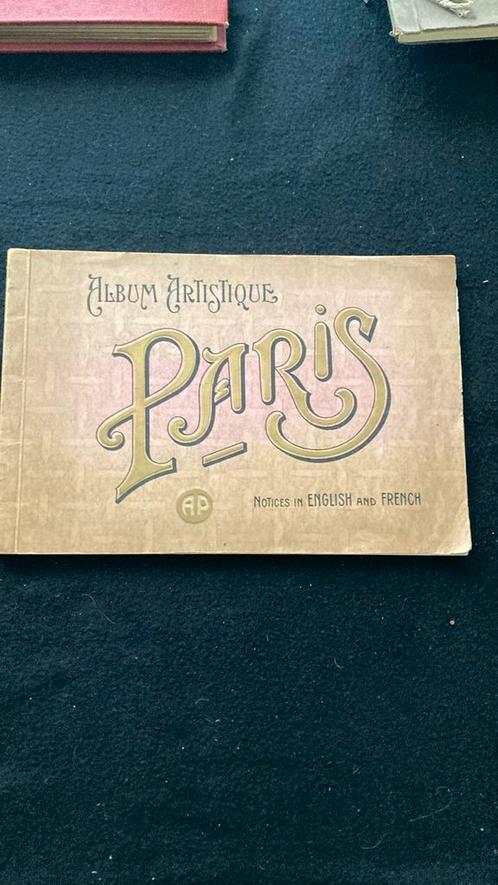 Album Artistique
Paris
AP
Notices in ENGLISH and FRENCH